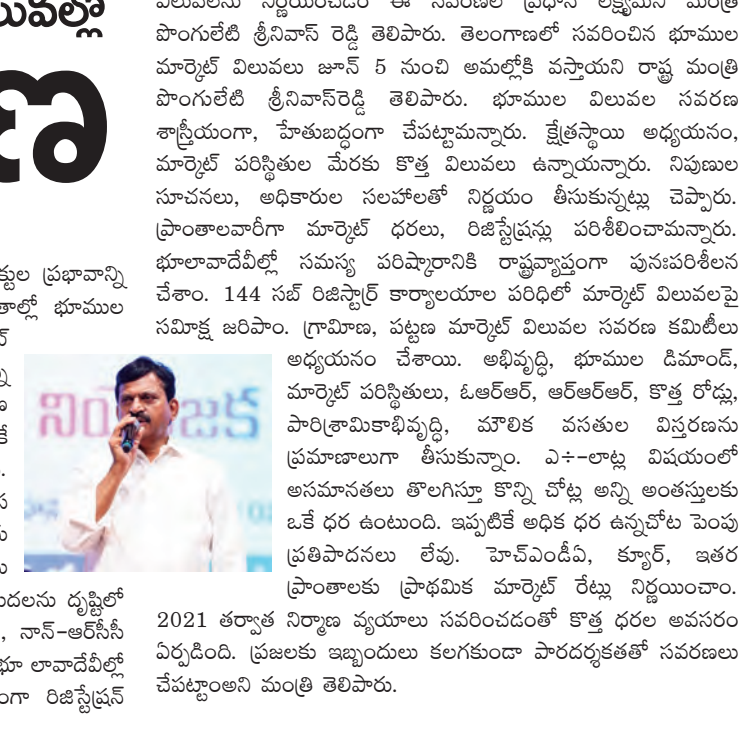 లువల్లో
ణ
క్టుల ప్రభావాన్ని
తాల్లో భూముల
న్
న్ని
ణ
కే
స
దలను దృష్టిలో
, నాన్-ఆర్‌సీసీ
భూ లావాదేవీల్లో
ంగా రిజిస్ట్రేషన్
విలువలను నిర్ణయించడం ఈ సవరణల ప్రధాన లక్ష్యమని మంత్రి
పొంగులేటి శ్రీనివాస్ రెడ్డి తెలిపారు. తెలంగాణలో సవరించిన భూముల
మార్కెట్ విలువలు జూన్ 5 నుంచి అమల్లోకి వస్తాయని రాష్ట్ర మంత్రి
పొంగులేటి శ్రీనివాస్‌రెడ్డి తెలిపారు. భూముల విలువల సవరణ
శాస్త్రీయంగా, హేతుబద్ధంగా చేపట్టామన్నారు. క్షేత్రస్థాయి అధ్యయనం,
మార్కెట్ పరిస్థితుల మేరకు కొత్త విలువలు ఉన్నాయన్నారు. నిపుణుల
సూచనలు, అధికారుల సలహాలతో నిర్ణయం తీసుకున్నట్లు చెప్పారు.
ప్రాంతాలవారీగా మార్కెట్ ధరలు, రిజిస్ట్రేషన్లు పరిశీలించామన్నారు.
భూలావాదేవీల్లో సమస్య పరిష్కారానికి రాష్ట్రవ్యాప్తంగా పునఃపరిశీలన
చేశాం. 144 సబ్ రిజిస్ట్రార్ కార్యాలయాల పరిధిలో మార్కెట్ విలువలపై
సమీక్ష జరిపాం. గ్రామీణ, పట్టణ మార్కెట్ విలువల సవరణ కమిటీలు
అధ్యయనం చేశాయి. అభివృద్ధి, భూముల డిమాండ్,
మార్కెట్ పరిస్థితులు, ఓఆర్ఆర్, ఆర్ఆర్ఆర్, కొత్త రోడ్లు,
పారిశ్రామికాభివృద్ధి, మౌలిక వసతుల విస్తరణను
ప్రమాణాలుగా తీసుకున్నాం. ఎ÷-లాట్ల విషయంలో
అసమానతలు తొలగిస్తూ కొన్ని చోట్ల అన్ని అంతస్తులకు
ఒకే ధర ఉంటుంది. ఇప్పటికే అధిక ధర ఉన్నచోట పెంపు
ప్రతిపాదనలు లేవు. హెచ్ఎండీఏ, క్యూర్, ఇతర
ప్రాంతాలకు ప్రాథమిక మార్కెట్ రేట్లు నిర్ణయించాం.
2021 తర్వాత నిర్మాణ వ్యయాలు సవరించడంతో కొత్త ధరల అవసరం
ఏర్పడింది. ప్రజలకు ఇబ్బందులు కలగకుండా పారదర్శకతతో సవరణలు
చేపట్టాంఅని మంత్రి తెలిపారు.